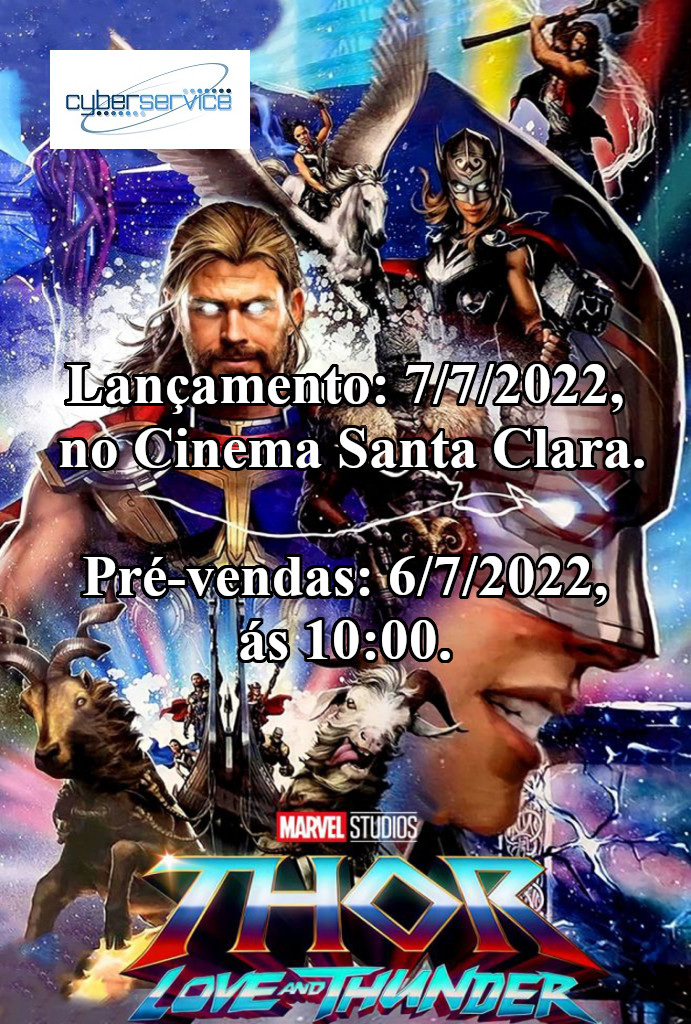 cyberservice
Lançamento: 7/7/2022,
no Cinema Santa Clara.
Pré-vendas: 6/7/2022,
ás 10:00.
MARVEL STUDIOS
THOR
LOVE AND THUNDER